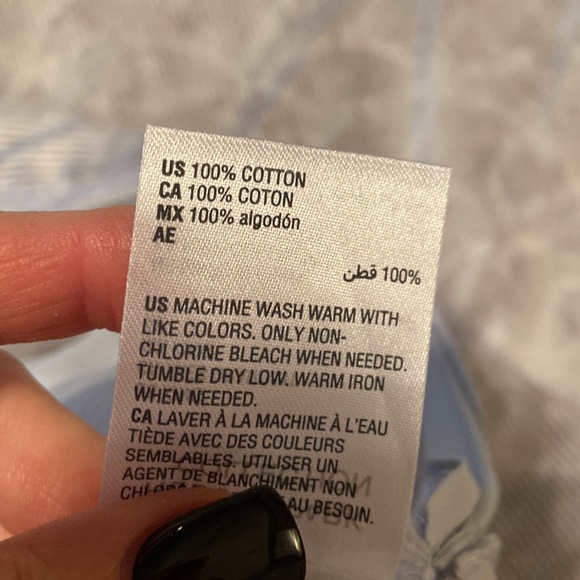 US 100% COTTON
CA 100% COTON
MX 100% algodón
AE
100% قطن
US MACHINE WASH WARM WITH
LIKE COLORS. ONLY NON-
CHLORINE BLEACH WHEN NEEDED.
TUMBLE DRY LOW. WARM IRON
WHEN NEEDED.
CA LAVER À LA MACHINE À L'EAU
TIÈDE AVEC DES COULEURS
SEMBLABLES. UTILISER UN
AGENT DE BLANCHIMENT NON
AU BESOIN.